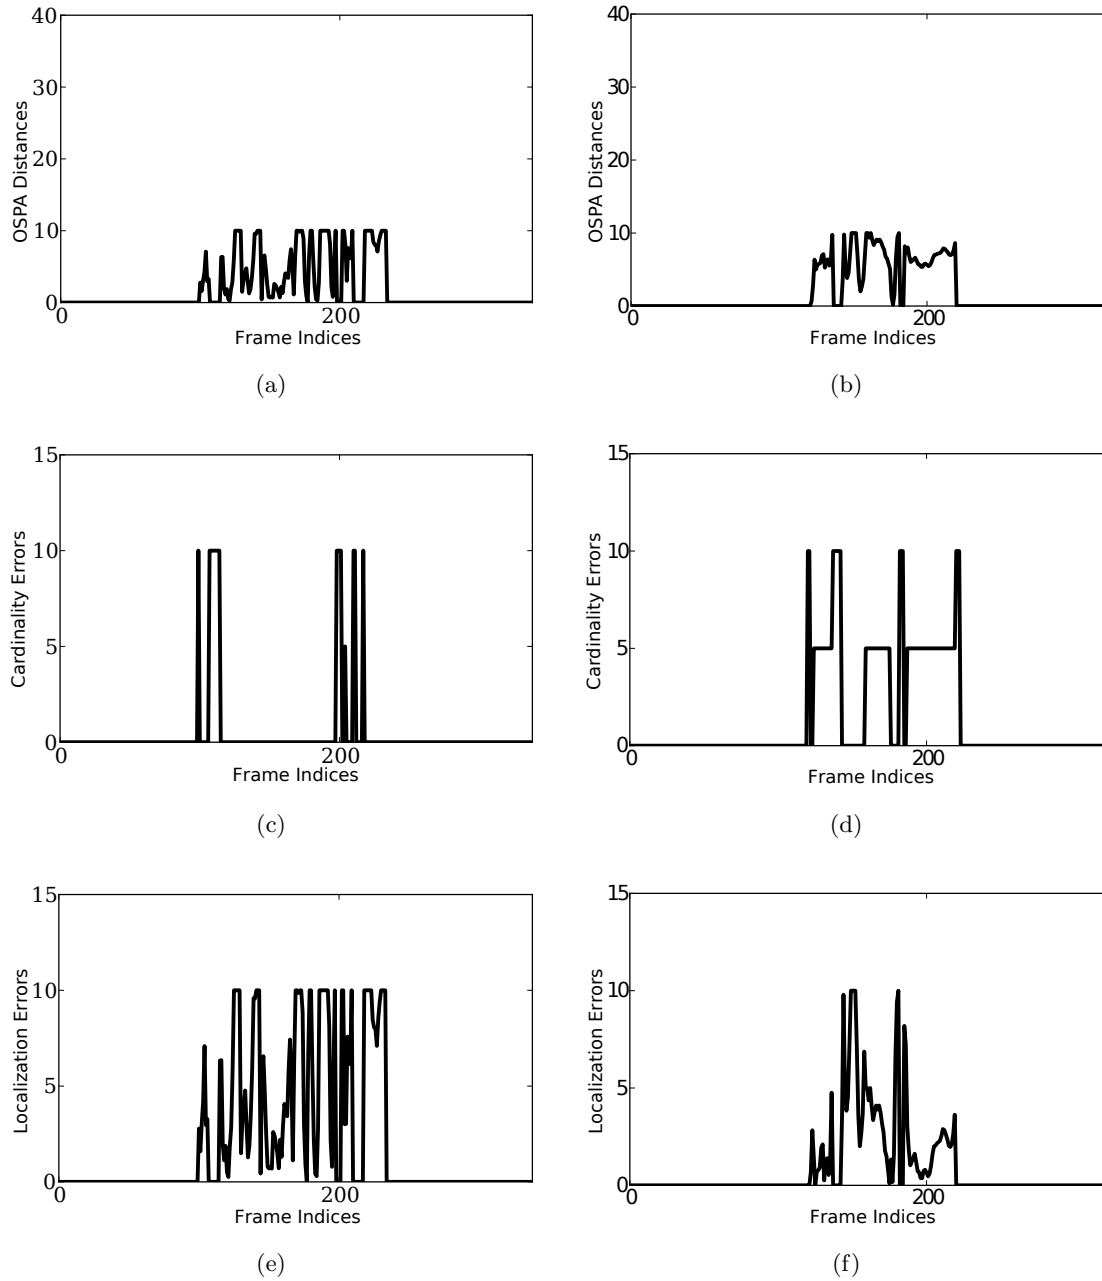 40
30
20
10
0
OSPA Distances
0
200
Frame Indices
(a)
40
30
20
10
0
OSPA Distances
0
200
Frame Indices
(b)
15
10
5
0
Cardinality Errors
0
200
Frame Indices
(c)
15
10
5
0
Cardinality Errors
0
200
Frame Indices
(d)
15
10
5
0
Localization Errors
0
200
Frame Indices
(e)
15
10
5
0
Localization Errors
0
200
Frame Indices
(f)